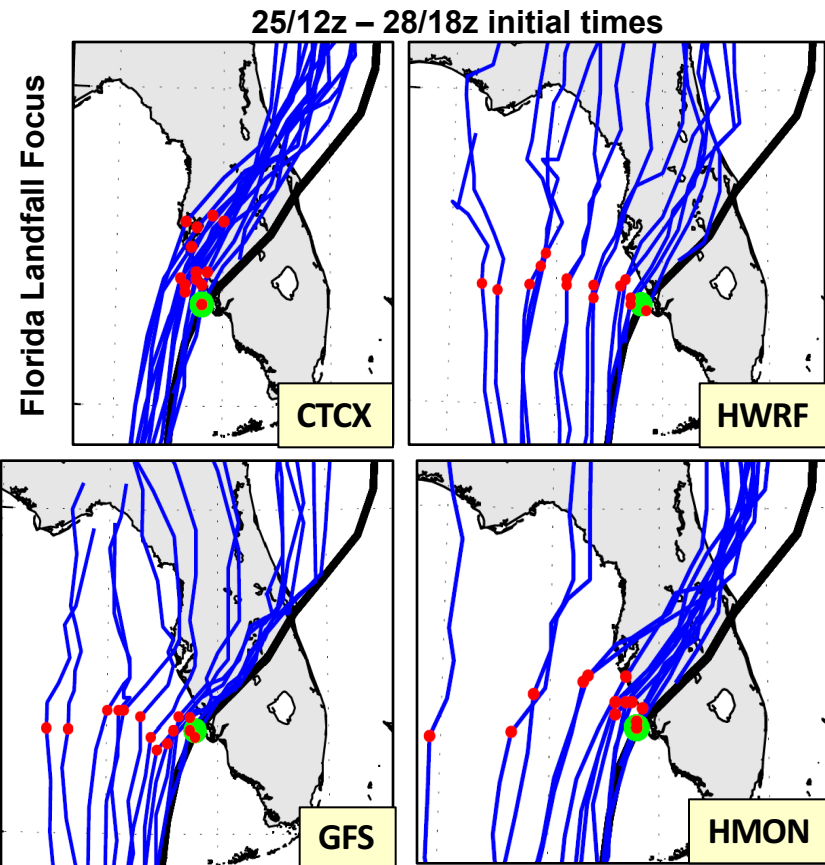 25/12z – 28/18z initial times
Florida Landfall Focus
CTCX
HWRF
GFS
HMON